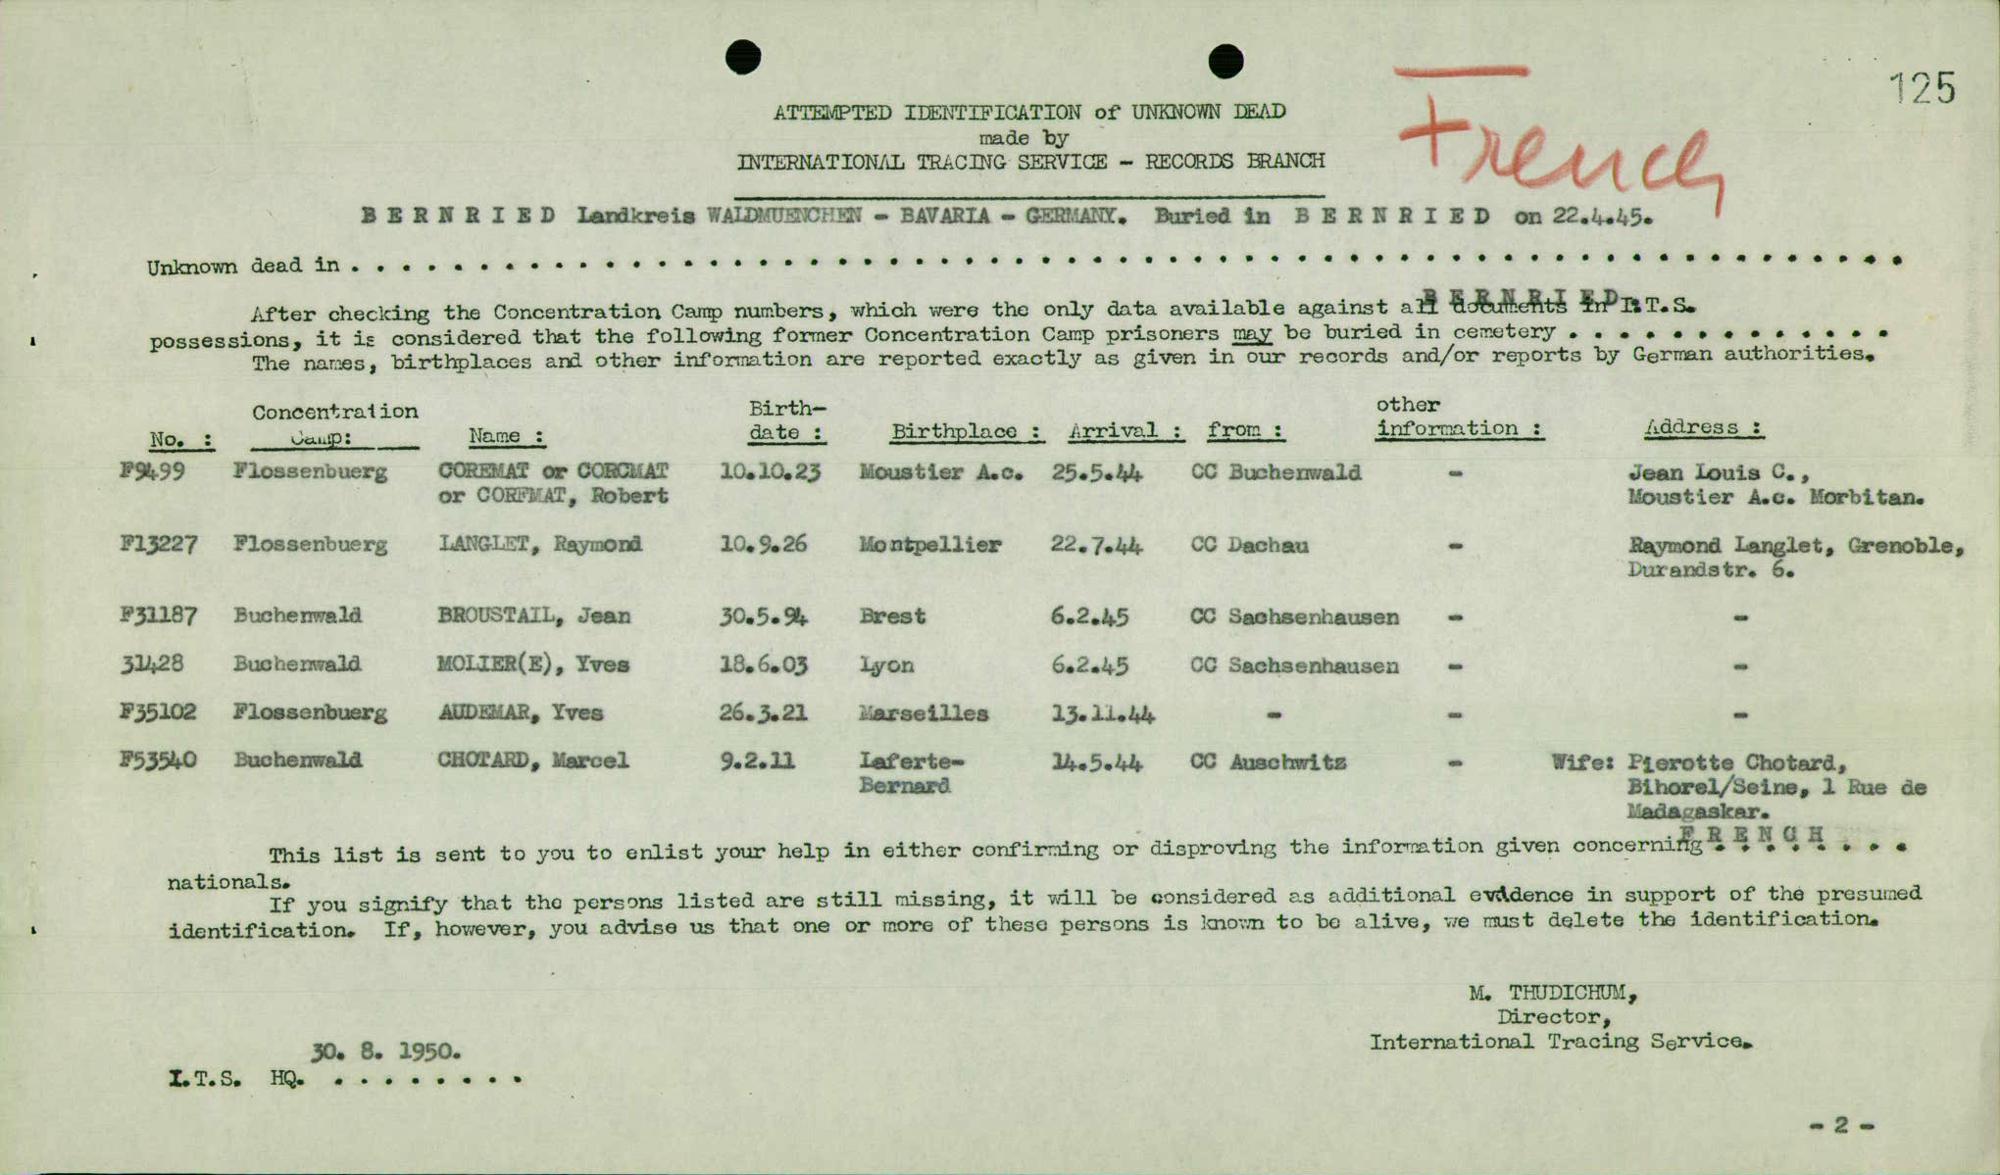 125
French
ATTEMPTED IDENTIFICATION of UNKNOWN DEAD
made by
INTERNATIONAL TRACING SERVICE - RECORDS BRANCH
B E R N R I E D Landkreis WALDMUENCHEN - BAVARIA - GERMANY. Buried in B E R N R I E D on 22.4.45.
Unknown dead in . . . . . . . . . . . . . . . . . . . . . . . . . . . . . . . . . . . . . . . . . . . . . . . . . . . . . . . . . . . . .
After checking the Concentration Camp numbers, which were the only data available against all documents in I.T.S.
B E R N R I E D
possessions, it is considered that the following former Concentration Camp prisoners may be buried in cemetery . . . . . . . . . . . . .
The names, birthplaces and other information are reported exactly as given in our records and/or reports by German authorities.
No. : Concentration Camp: Name : Birth-date : Birthplace : Arrival : from : other information : Address :
F9499 Flossenbuerg COREMAT or CORCMAT 10.10.23 Moustier A.c. 25.5.44 CC Buchenwald - Jean Louis C.,
or CORFMAT, Robert Moustier A.c. Morbitan.
F13227 Flossenbuerg LANGLET, Raymond 10.9.26 Montpellier 22.7.44 CC Dachau - Raymond Langlet, Grenoble,
Durandstr. 6.
F31187 Buchenwald BROUSTAIL, Jean 30.5.94 Brest 6.2.45 CC Sachsenhausen - -
31428 Buchenwald MOLIER(E), Yves 18.6.03 Lyon 6.2.45 CC Sachsenhausen - -
F35102 Flossenbuerg AUDEMAR, Yves 26.3.21 Marseilles 13.11.44 - - -
F53540 Buchenwald CHOTARD, Marcel 9.2.11 Laferte- 14.5.44 CC Auschwitz - Wife: Pierotte Chotard,
Bernard Bihorel/Seine, 1 Rue de
Madagaskar.
F R E N C H
This list is sent to you to enlist your help in either confirming or disproving the information given concerning . . . . . . . .
nationals.
If you signify that the persons listed are still missing, it will be considered as additional evidence in support of the presumed
identification. If, however, you advise us that one or more of these persons is known to be alive, we must delete the identification.
M. THUDICHUM,
Director,
International Tracing Service.
30. 8. 1950.
I.T.S. HQ. . . . . . . . .
- 2 -